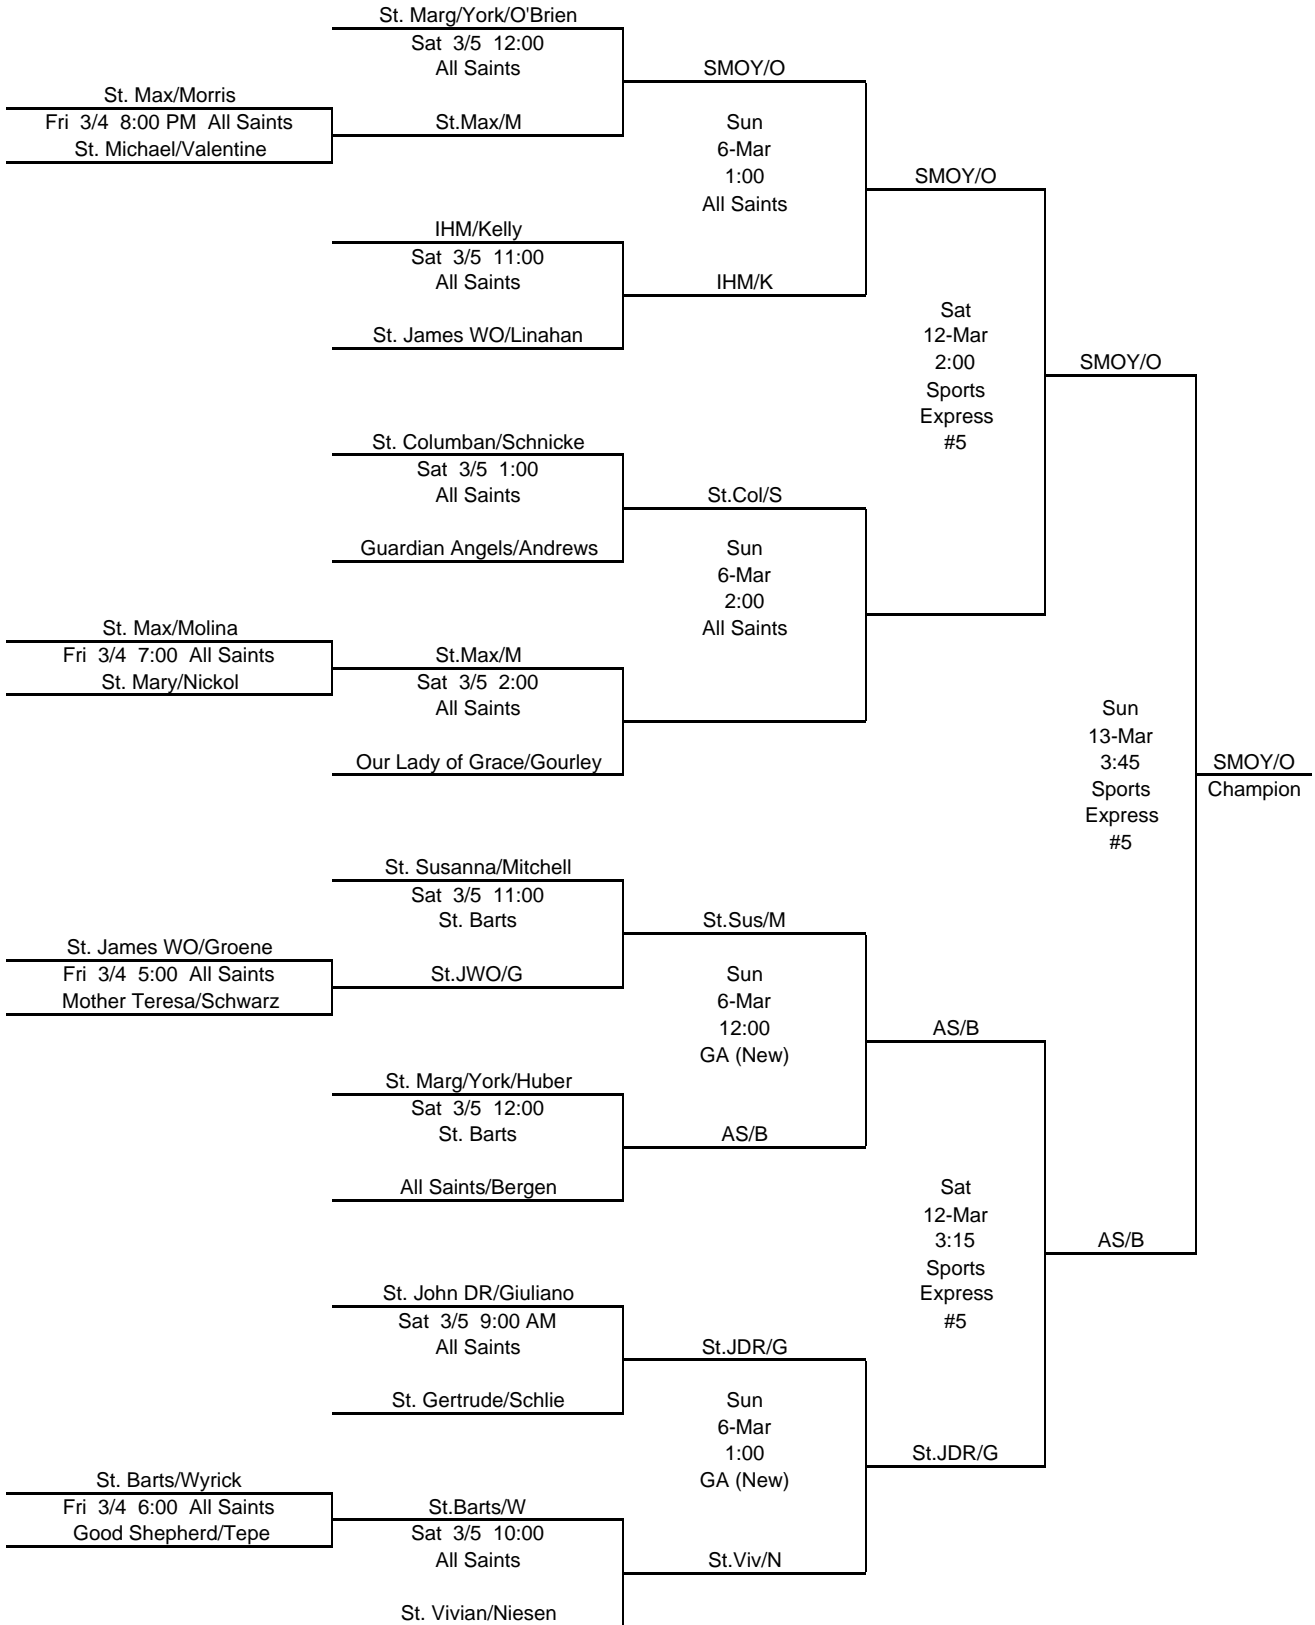 St. Marg/York/O'Brien
Sat 3/5 12:00
All Saints
SMOY/O
St. Max/Morris
Fri 3/4 8:00 PM All Saints
St. Michael/Valentine
St.Max/M
Sun
6-Mar
1:00
All Saints
SMOY/O
IHM/Kelly
Sat 3/5 11:00
All Saints
IHM/K
St. James WO/Linahan
Sat
12-Mar
2:00
Sports
Express
#5
SMOY/O
St. Columban/Schnicke
Sat 3/5 1:00
All Saints
St.Col/S
Guardian Angels/Andrews
Sun
6-Mar
2:00
All Saints
St. Max/Molina
Fri 3/4 7:00 All Saints
St. Mary/Nickol
St.Max/M
Sat 3/5 2:00
All Saints
Our Lady of Grace/Gourley
Sun
13-Mar
3:45
Sports
Express
#5
SMOY/O
Champion
St. Susanna/Mitchell
Sat 3/5 11:00
St. Barts
St.Sus/M
St. James WO/Groene
Fri 3/4 5:00 All Saints
Mother Teresa/Schwarz
St.JWO/G
Sun
6-Mar
12:00
GA (New)
AS/B
St. Marg/York/Huber
Sat 3/5 12:00
St. Barts
AS/B
All Saints/Bergen
Sat
12-Mar
3:15
Sports
Express
#5
AS/B
St. John DR/Giuliano
Sat 3/5 9:00 AM
All Saints
St.JDR/G
St. Gertrude/Schlie
Sun
6-Mar
1:00
GA (New)
St.JDR/G
St. Barts/Wyrick
Fri 3/4 6:00 All Saints
Good Shepherd/Tepe
St.Barts/W
Sat 3/5 10:00
All Saints
St.Viv/N
St. Vivian/Niesen